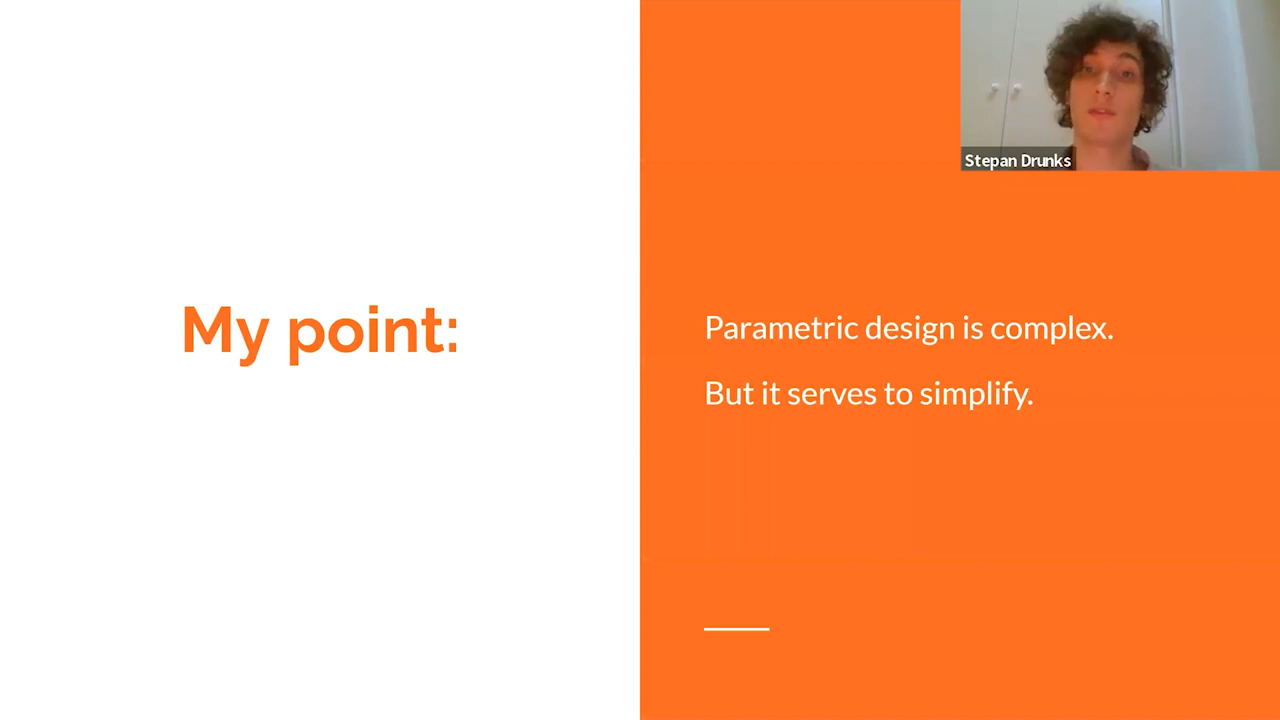 My point:
Parametric design is complex.
But it serves to simplify.
Stepan Drunks